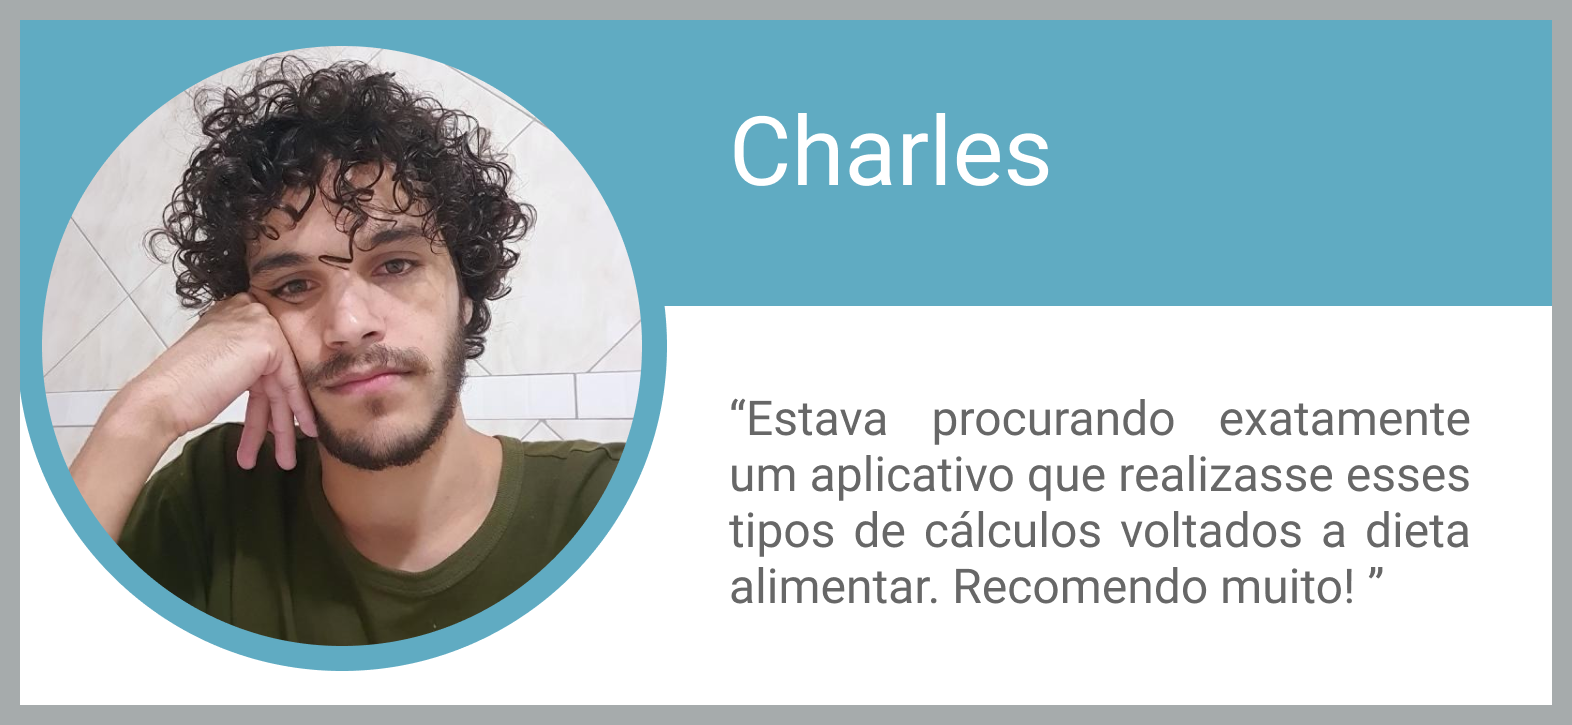 Charles
“Estava procurando exatamente
um aplicativo que realizasse esses
tipos de cálculos voltados a dieta
alimentar. Recomendo muito! ”